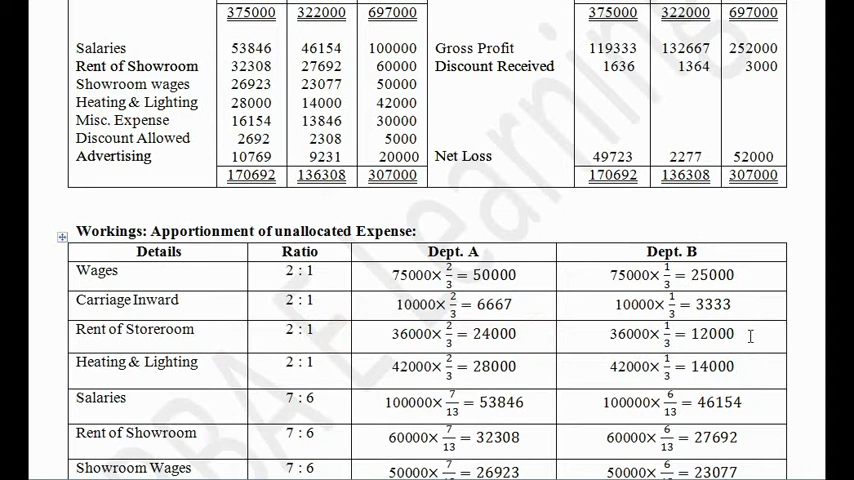 375000 322000 697000 375000 322000 697000
Salaries 53846 46154 100000 Gross Profit 119333 132667 252000
Rent of Showroom 32308 27692 60000 Discount Received 1636 1364 3000
Showroom wages 26923 23077 50000
Heating & Lighting 28000 14000 42000
Misc. Expense 16154 13846 30000
Discount Allowed 2692 2308 5000
Advertising 10769 9231 20000 Net Loss 49723 2277 52000
170692 136308 307000 170692 136308 307000
Workings: Apportionment of unallocated Expense:
Details Ratio Dept. A Dept. B
Wages 2 : 1 75000× 2/3 = 50000 75000× 1/3 = 25000
Carriage Inward 2 : 1 10000× 2/3 = 6667 10000× 1/3 = 3333
Rent of Storeroom 2 : 1 36000× 2/3 = 24000 36000× 1/3 = 12000
Heating & Lighting 2 : 1 42000× 2/3 = 28000 42000× 1/3 = 14000
Salaries 7 : 6 100000× 7/13 = 53846 100000× 6/13 = 46154
Rent of Showroom 7 : 6 60000× 7/13 = 32308 60000× 6/13 = 27692
Showroom Wages 7 : 6 50000× 7/13 = 26923 50000× 6/13 = 23077
BA E Learning